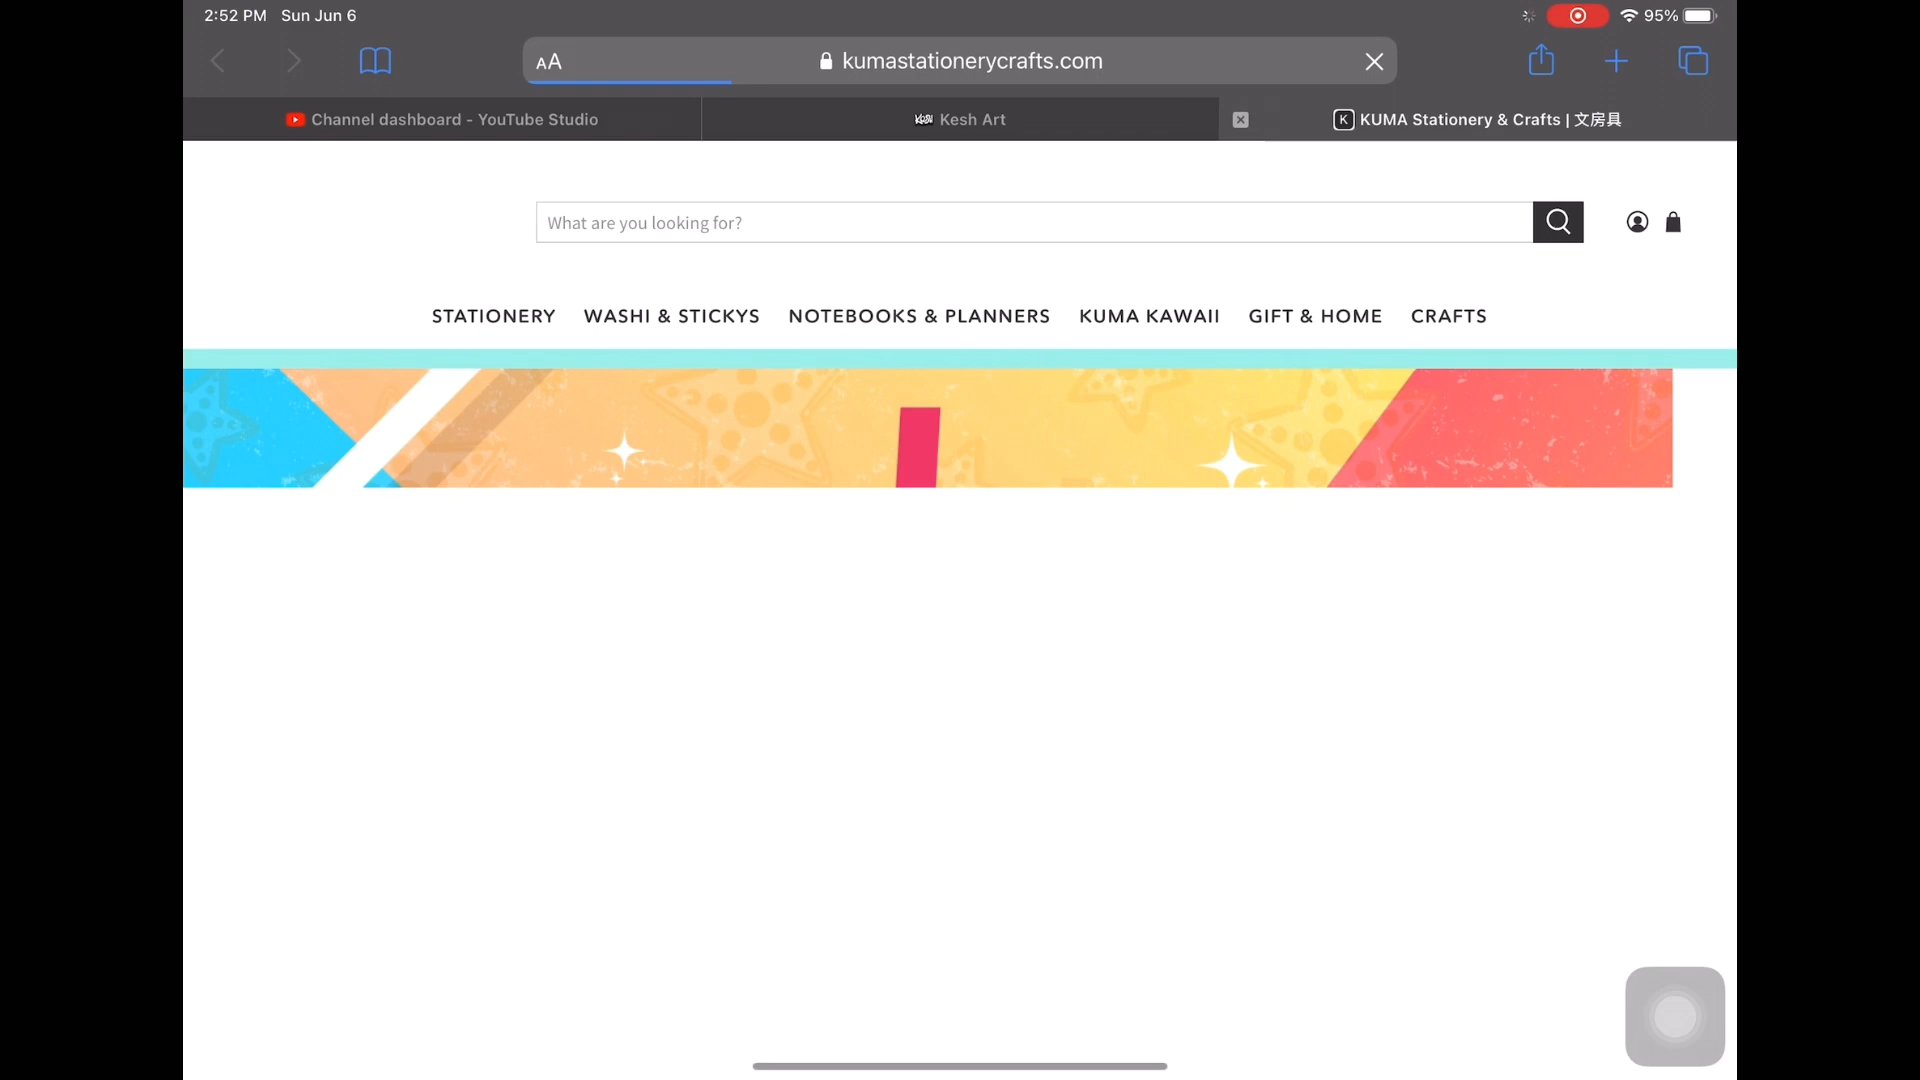 2:52 PM Sun Jun 6
95%
AA
kumastationerycrafts.com
Channel dashboard - YouTube Studio
Kesh Art
K KUMA Stationery & Crafts | 文房具
What are you looking for?
STATIONERY WASHI & STICKYS NOTEBOOKS & PLANNERS KUMA KAWAII GIFT & HOME CRAFTS